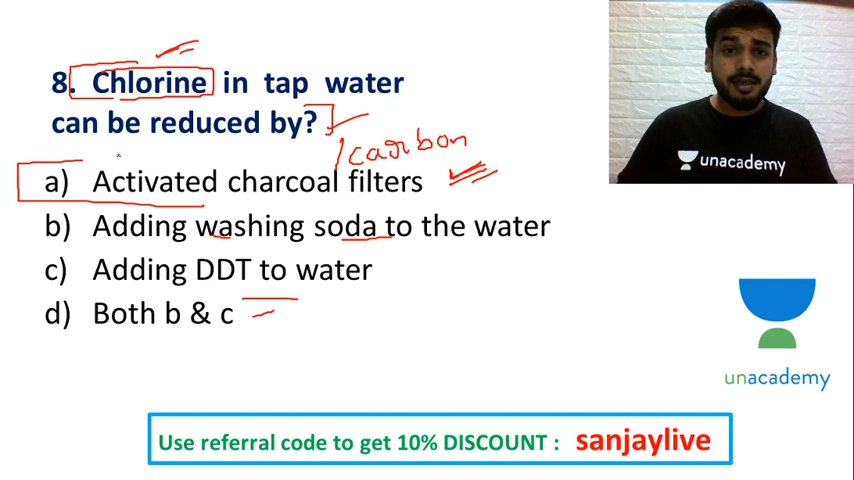 8. Chlorine in tap water
can be reduced by?
/carbon
a) Activated charcoal filters
b) Adding washing soda to the water
c) Adding DDT to water
d) Both b & c
unacademy
unacademy
Use referral code to get 10% DISCOUNT : sanjaylive